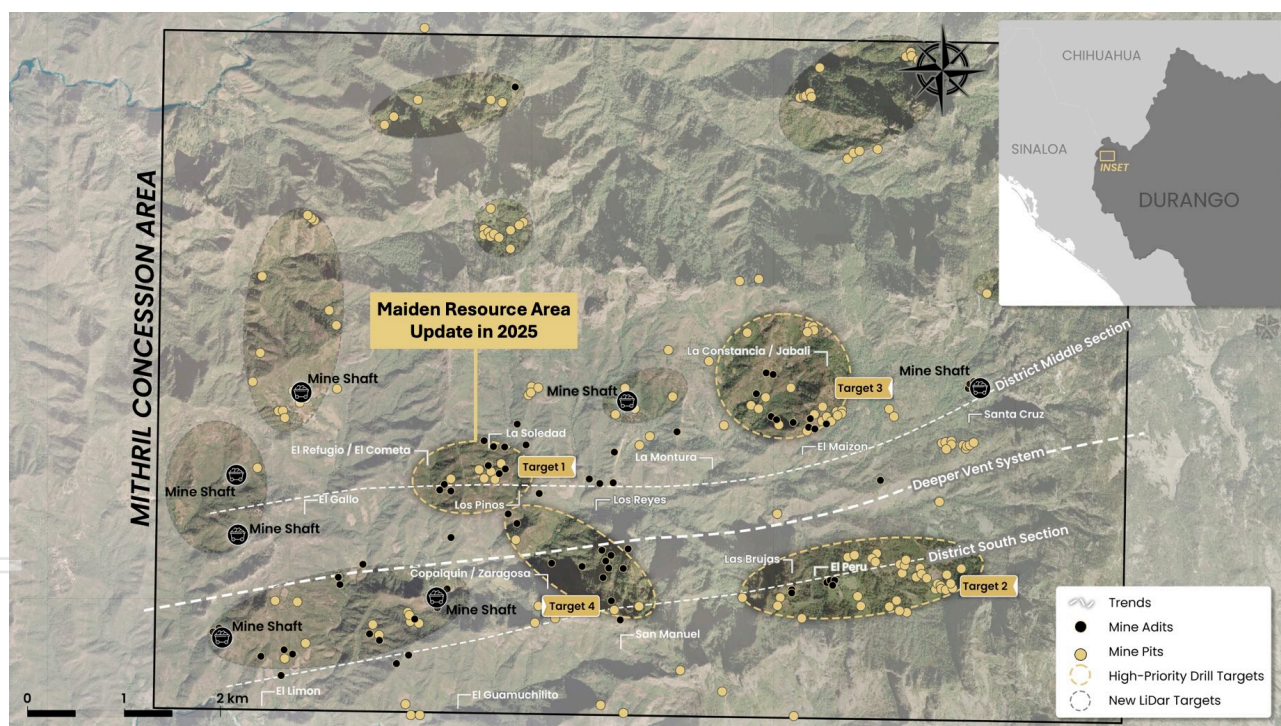 MITHRIL CONCESSION AREA
CHIHUAHUA
SINALOA
INSET
DURANGO
Maiden Resource Area
Update in 2025
La Constancia / Jabali
Target 3
Mine Shaft
Mine Shaft
Mine Shaft
District Middle Section
Santa Cruz
La Soledad
El Refugio / El Cometa
Target 1
La Montura
El Maizon
Deeper Vent System
Mine Shaft
El Gallo
Los Pinos
Los Reyes
Mine Shaft
Las Brujas
El Peru
District South Section
Copalquin / Zaragosa
Target 2
Mine Shaft
Target 4
Mine Shaft
San Manuel
El Limon
El Guamuchilito
0 1 2 km
Trends
Mine Adits
Mine Pits
High-Priority Drill Targets
New LiDar Targets